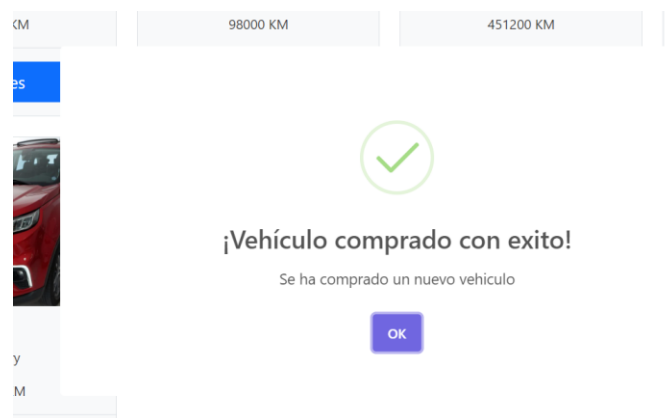 KM
98000 KM
451200 KM
es
¡Vehículo comprado con exito!
Se ha comprado un nuevo vehiculo
OK
y
M